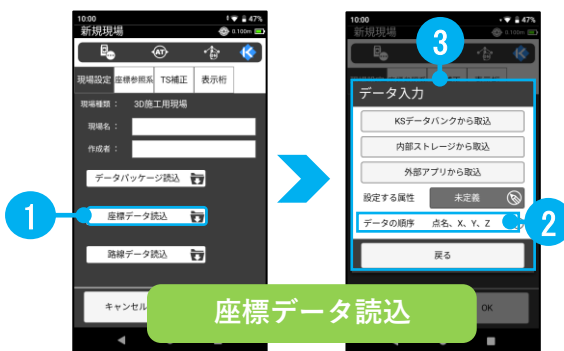 10:00
47%
新規現場
0.100m
AT
現場設定 座標参照系 TS補正 表示桁
現場種類： 3D施工用現場
現場名：
作成者：
データパッケージ読込
1
座標データ読込
路線データ読込
キャンセル
10:00
47%
新規現場
0.100m
3
データ入力
KSデータバンクから取込
内部ストレージから取込
外部アプリから取込
設定する属性 未定義
データの順序 点名、X、Y、Z
2
戻る
OK
座標データ読込